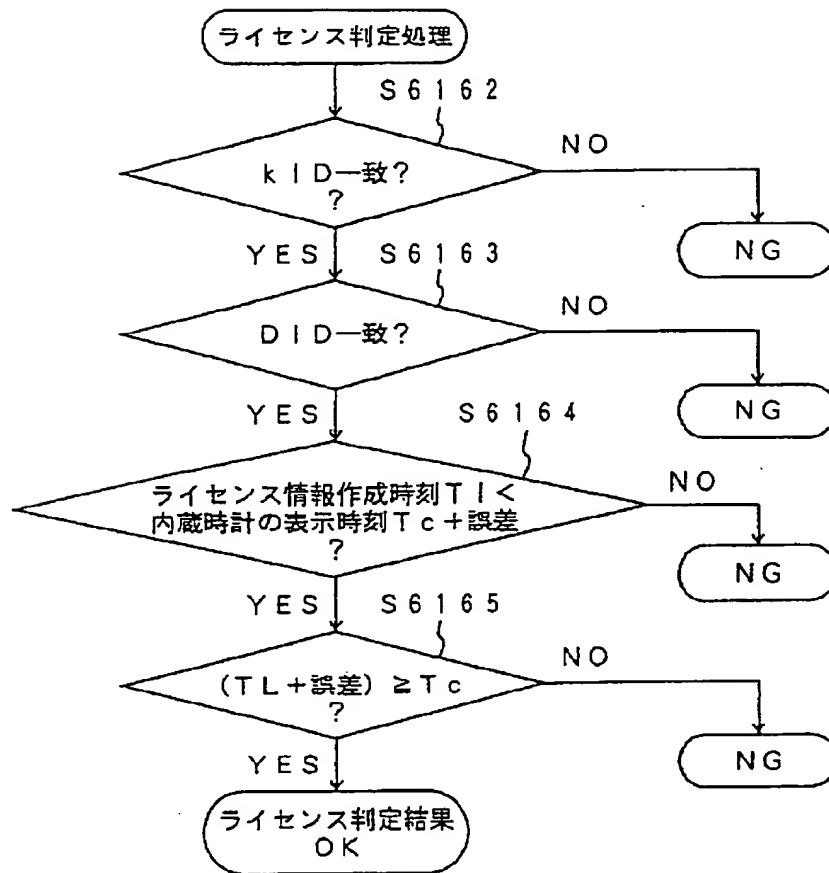 ライセンス判定処理
S6162
kID一致?
?
NO
NG
YES
S6163
DID一致?
NO
NG
YES
S6164
ライセンス情報作成時刻Tl<
内蔵時計の表示時刻Tc+誤差
?
NO
NG
YES
S6165
(TL+誤差)≧Tc
?
NO
NG
YES
ライセンス判定結果
OK